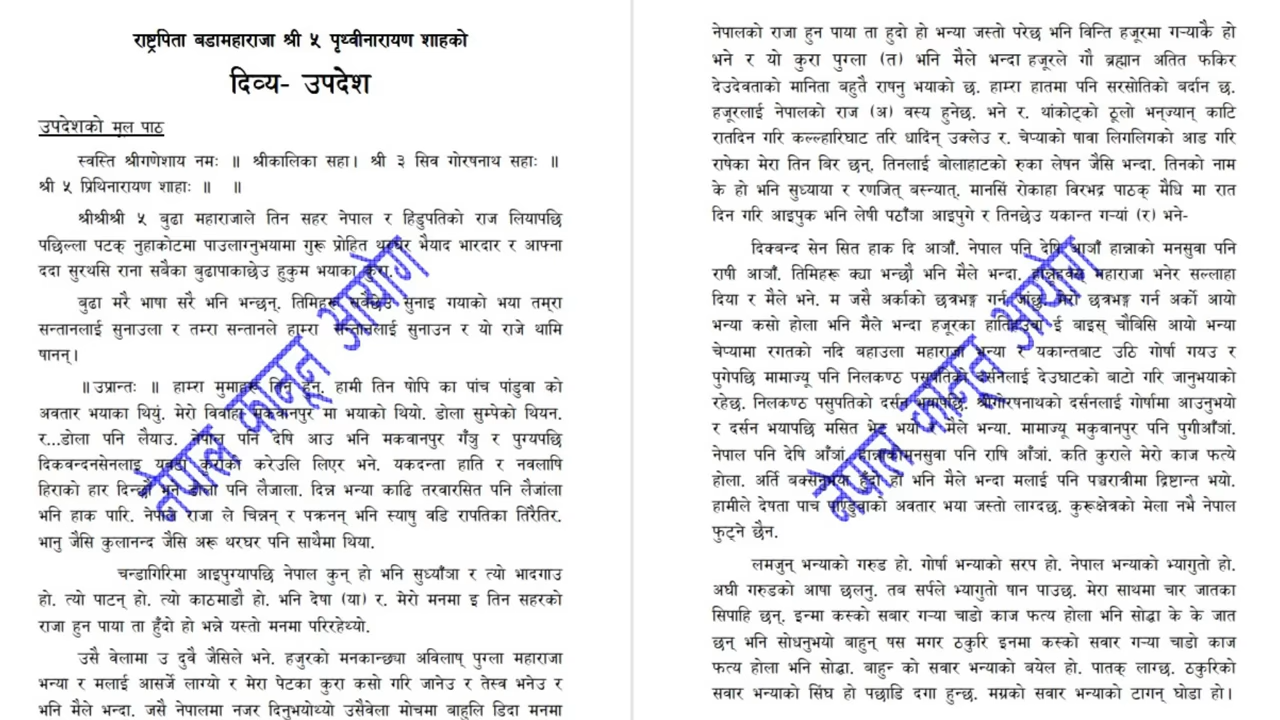 राष्ट्रपिता बडामहाराजा श्री ५ पृथ्वीनारायण शाहको
दिव्य- उपदेश
उपदेशको मूल पाठ
स्वस्ति श्रीगणेशाय नमः ॥ श्रीकालिका सहा। श्री ३ सिव गोरषनाथ सहाः ॥
श्री ५ प्रिथिनारायण शाहाः ॥ ॥
श्रीश्रीश्री ५ बुढा महाराजाले तिन सहर नेपाल र हिडुपतिको राज लियापछि
पछिल्ला पटक् नुहाकोटमा पाउलाग्नुभयामा गुरू प्रोहित थरघर भैयाद भारदार र आफ्ना
ददा सुरथसि राना सबैका बुढापाकाछेउ हुकुम भयाका कुरा.
बुढा मरै भाषा सरै भनि भन्छन्. तिमिहरू सबैछेउ सुनाइ गयाको भया तम्रा
सन्तानलाई सुनाउला र तम्रा सन्तानले हाम्रा सन्तानलाई सुनाउन र यो राजे थामि
षानन्।
॥ उप्रान्तः ॥ हाम्रा मुमाहरू तिन् हुन्. हामी तिन पोषि का पांच पांडुवा को
अवतार भयाका थियुं. मेरो विवाहा मकवानपुर मा भयाको थियो. डोला सुम्पेको थियन.
र...डोला पनि लैयाउ. नेपाल पनि देषि आउ भनि मकवानपुर गँञु र पुग्यपछि
दिकवन्दनसेनलाइ यवटा कुराको करेउलि लिएर भने. यकदन्ता हाति र नवलाषि
हिराको हार दिन्छौ भने डोला पनि लैजाला. दिन्न भन्या काढि तरवारसित पनि लैजांला
भनि हाक पारि. नेपाल राजा ले चिन्नन् र पक्रनन् भनि स्याषु वडि रापतिका तिरैतिर.
भानु जैसि कुलानन्द जैसि अरू थरघर पनि साथैमा थिया.
चन्डागिरिमा आइपुग्यापछि नेपाल कुन् हो भनि सुध्याँञा र त्यो भादगाउ
हो. त्यो पाटन् हो. त्यो काठमाडौ हो. भनि देषा (या) र. मेरो मनमा इ तिन सहरको
राजा हुन पाया ता हुँदो हो भन्ने यस्तो मनमा परिरहेथ्यो.
उसै वेलामा उ दुवै जैसिले भने. हजुरको मनकान्छ्या अविलाष् पुग्ला महाराजा
भन्या र मलाई आसर्जे लाग्यो र मेरा पेटका कुरा कसो गरि जानेउ र तेस्व भनेउ र
भनि मैले भन्दा. जसै नेपालमा नजर दिनुभयोथ्यो उसैवेला मोचमा बाहुलि डिदा मनमा
नेपालको राजा हुन पाया ता हुदो हो भन्या जस्तो परेछ भनि विन्ति हजूरमा गर्‍याकै हो
भने र यो कुरा पुग्ला (त) भनि मैले भन्दा हजूरले गौ ब्रह्मान अतित फकिर
देउदेवताको मानिता बहुतै राषनु भयाको छ. हाम्रा हातमा पनि सरसोतिको बर्दान छ.
हजूरलाई नेपालको राज (अ) वस्य हुनेछ. भने र. थांकोट्को ठूलो भन्ज्यान् काटि
रातदिन गरि कल्ल्हारिघाट तरि धादिन् उक्लेउ र. चेप्याको षावा लिगलिगको आड गरि
राषेका मेरा तिन बिर छन्, तिनलाई बोलाहाटको रुका लेषन जैसि भन्दा. तिनको नाम
के हो भनि सुध्याया र रणजित् बस्न्यात्. मानसिं रोकाहा विरभद्र पाठक् मैधि मा रात
दिन गरि आइपुक भनि लेषी पठाँञा आइपुगे र तिनछेउ यकान्त गर्‍यां (र) भने-
दिक्बन्द सेन सित हाक दि आञाँ. नेपाल पनि देषि आञाँ हान्नाको मनसुवा पनि
राषी आञाँ. तिमिहरू क्या भन्छौ भनि मैले भन्दा. हान्नेहवस् महाराजा भनेर सल्लाहा
दिया र मैले भने. म जसै अर्काको छत्रभङ्ग गर्न जांछु. मेरो छत्रभङ्ग गर्न अर्को आयो
भन्या कसो होला भनि मैले भन्दा हजूरका हातिहउवा ई बाइस् चौबिसि आयो भन्या
चेप्यामा रगतको नदि बहाउला महाराजा भन्या र यकान्तबाट उठि गोर्षा गयउ र
पुगेपछि मामाज्यू पनि निलकण्ठ पसुपतिको दर्सनलाई देउघाटको बाटो गरि जानुभयाको
रहेछ. निलकण्ठ पसुपतिको दर्सन भयापछि. श्रीगोरषनाथको दर्सनलाई गोर्षामा आउनुभयो
र दर्सन भयापछि मसित भेट भयो र मैले भन्या. मामाज्यू मकुवानपुर पनि पुगीआँञां.
नेपाल पनि देषि आँञां. हान्नाकोमनसुवा पनि राषि आँञां. कति कुराले मेरो काज फत्ये
होला. अर्ति बक्सेनुभया हुँदो हो भनि मैले भन्दा मलाई पनि पञ्चरात्रीमा द्रिष्टान्त भयो.
हामीले देषता पाच पाण्डुवाको अवतार भया जस्तो लाग्दछ. कुरूक्षेत्रको मेला नभै नेपाल
फुट्ने छैन.
लमजुन् भन्याको गरुड हो. गोर्षा भन्याको सरप हो. नेपाल भन्याको भ्यागुतो हो.
अघी गरुडको आषा छलनु. तब सर्पले भ्यागुतो षान पाउछ. मेरा साथमा चार जातका
सिपाहि छन्. इन्मा कस्को सबार गर्‍या चाडो काज फत्य होला भनि सोद्धा के के जात
छन् भनि सोधनुभयो बाहुन् षस मगर ठकुरि इनमा कस्को सवार गर्‍या चाडो काज
फत्य होला भनि सोद्धा. बाहुन् को सवार भन्याको बयेल हो. पातक् लाग्छ. ठकुरिको
सवार भन्याको सिंघ हो पछाडि दगा हुन्छ. मग्रको सवार भन्याको टागन् घोडा हो।
नेपाल कानून आयोग
नेपाल कानून आयोग